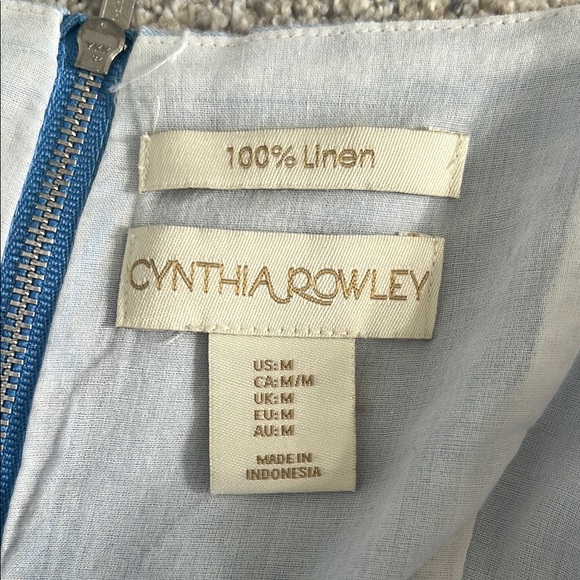 100% Linen
CYNTHIA ROWLEY
US: M
CA: M/M
UK: M
EU: M
AU: M
MADE IN
INDONESIA